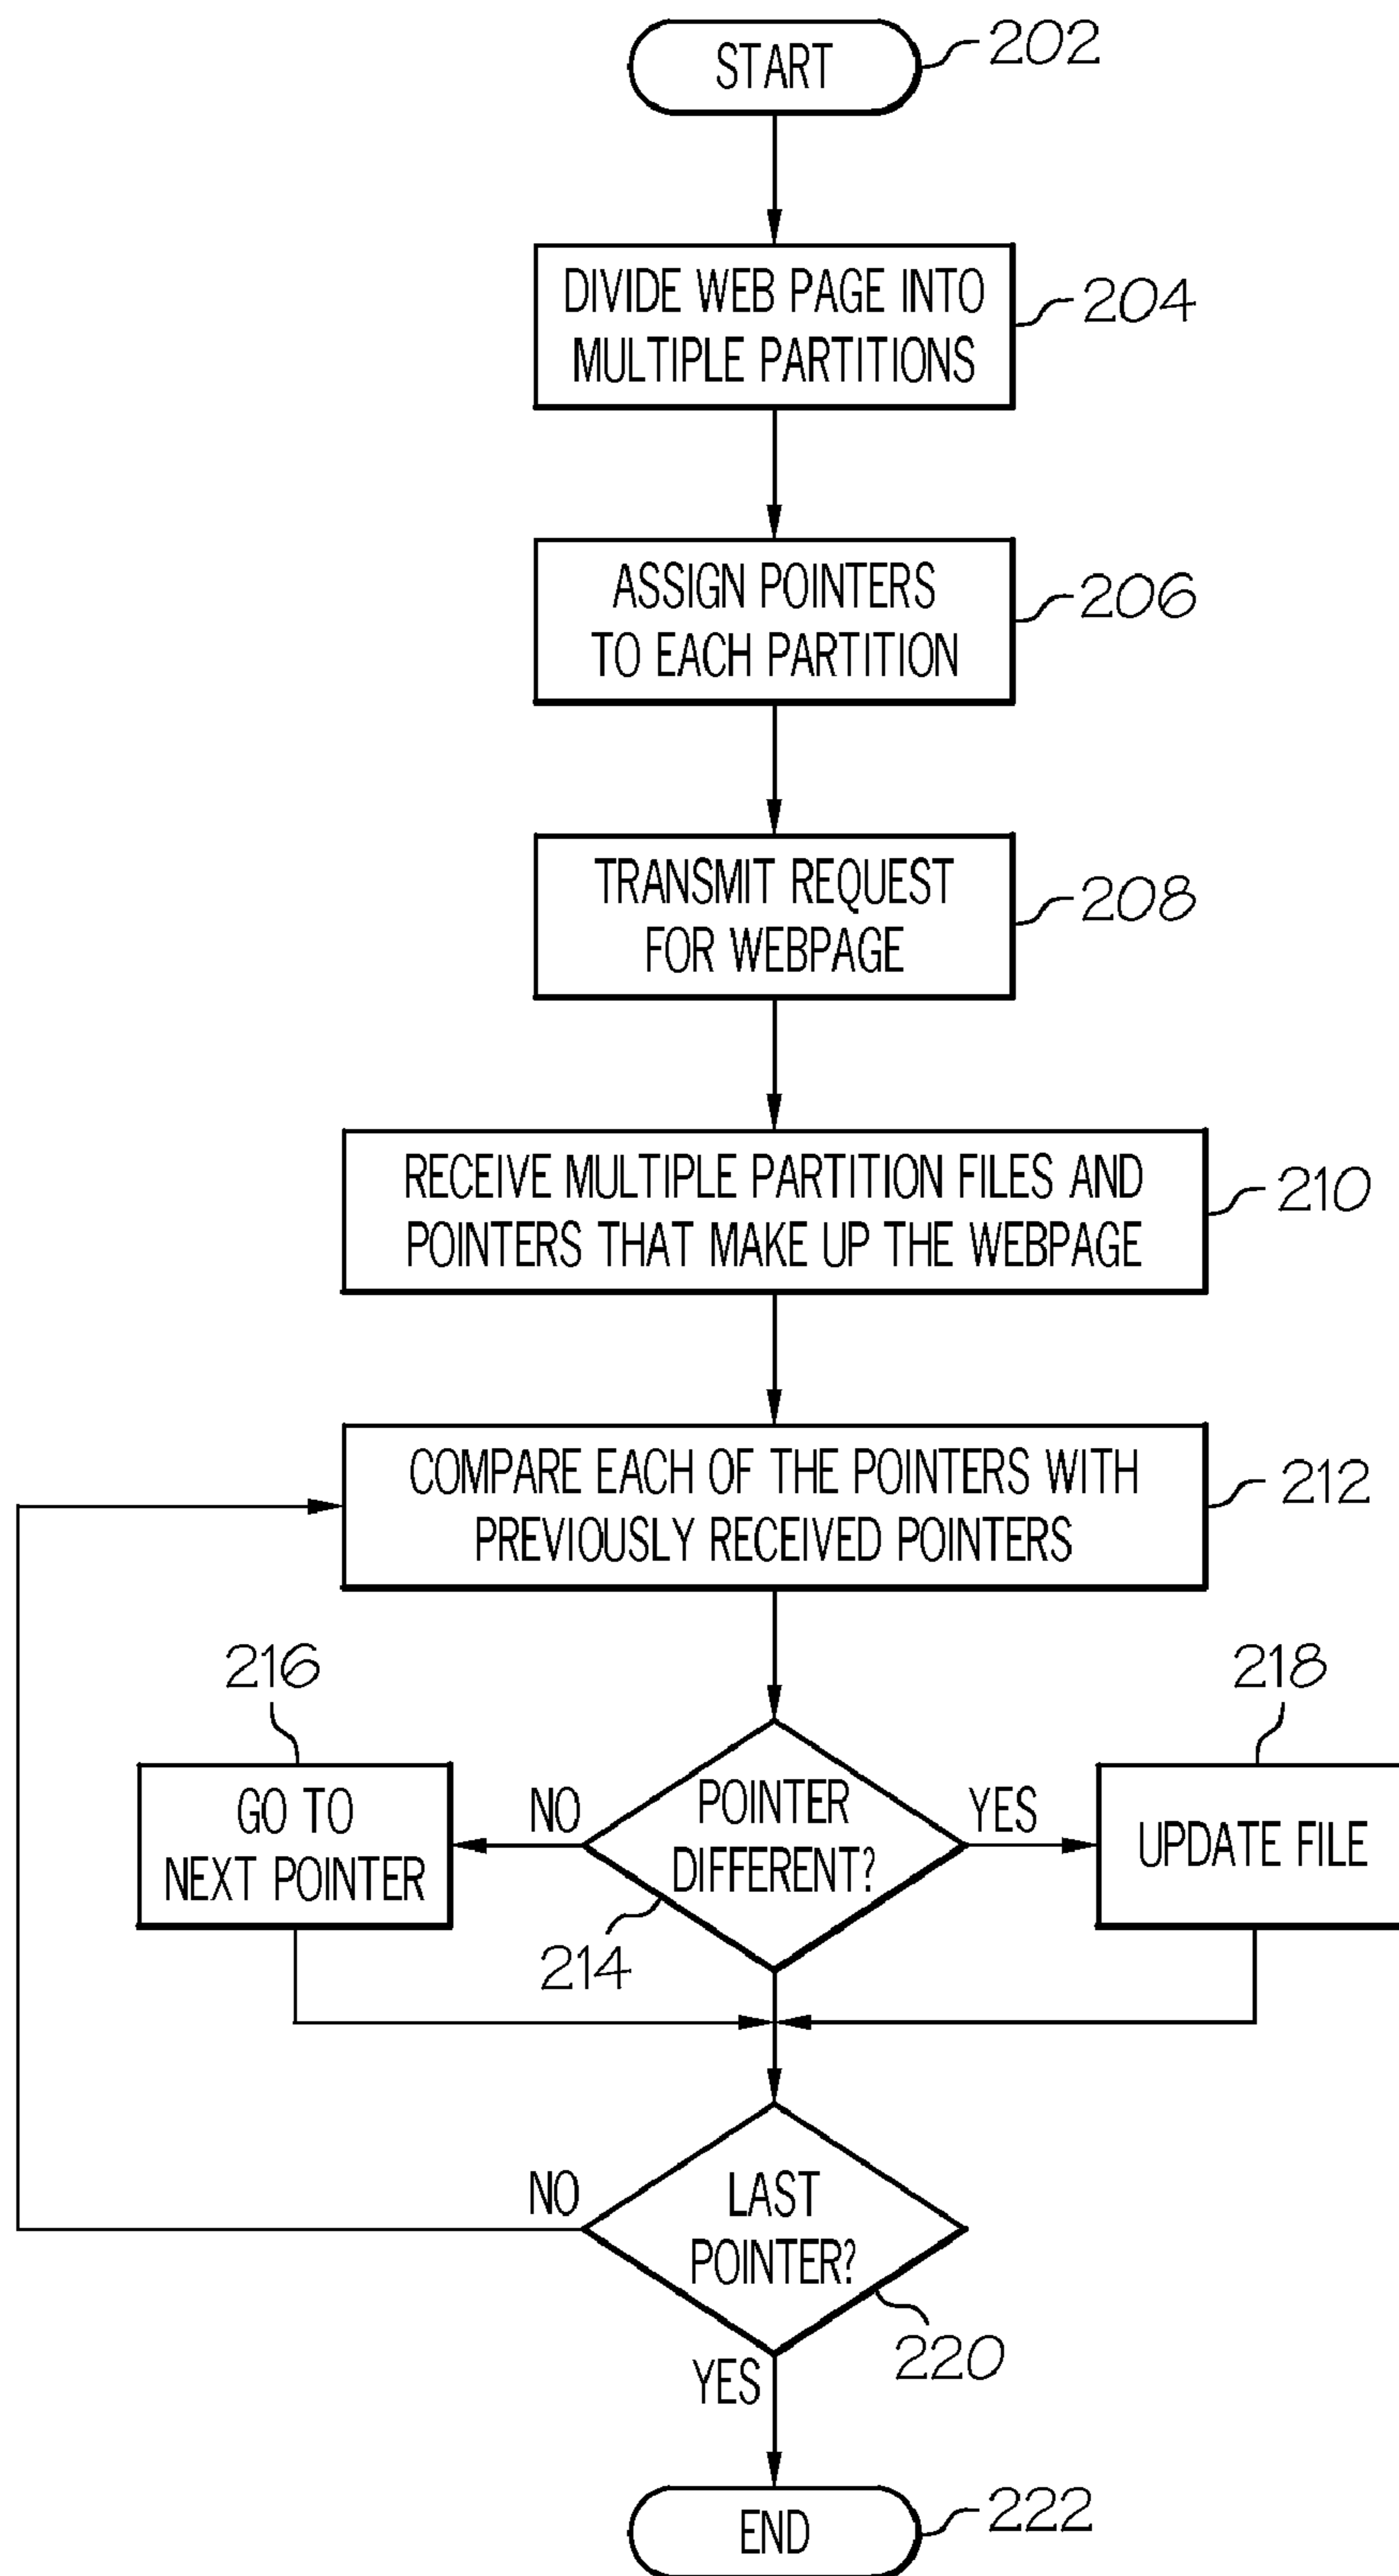 START
202
DIVIDE WEB PAGE INTO
MULTIPLE PARTITIONS
204
ASSIGN POINTERS
TO EACH PARTITION
206
TRANSMIT REQUEST
FOR WEBPAGE
208
RECEIVE MULTIPLE PARTITION FILES AND
POINTERS THAT MAKE UP THE WEBPAGE
210
COMPARE EACH OF THE POINTERS WITH
PREVIOUSLY RECEIVED POINTERS
212
216
GO TO
NEXT POINTER
NO
POINTER
DIFFERENT?
214
YES
218
UPDATE FILE
NO
LAST
POINTER?
220
YES
END
222